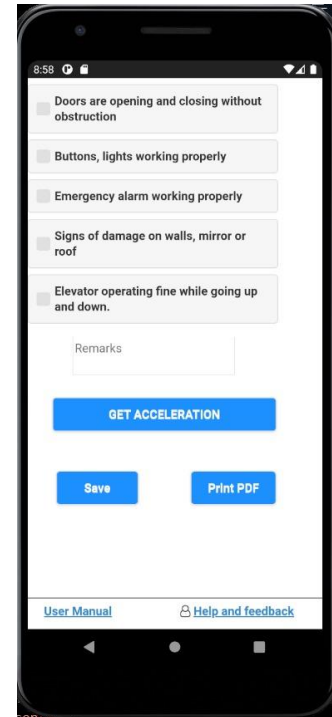 8:58
Doors are opening and closing without
obstruction
Buttons, lights working properly
Emergency alarm working properly
Signs of damage on walls, mirror or
roof
Elevator operating fine while going up
and down.
Remarks
GET ACCELERATION
Save Print PDF
User Manual Help and feedback